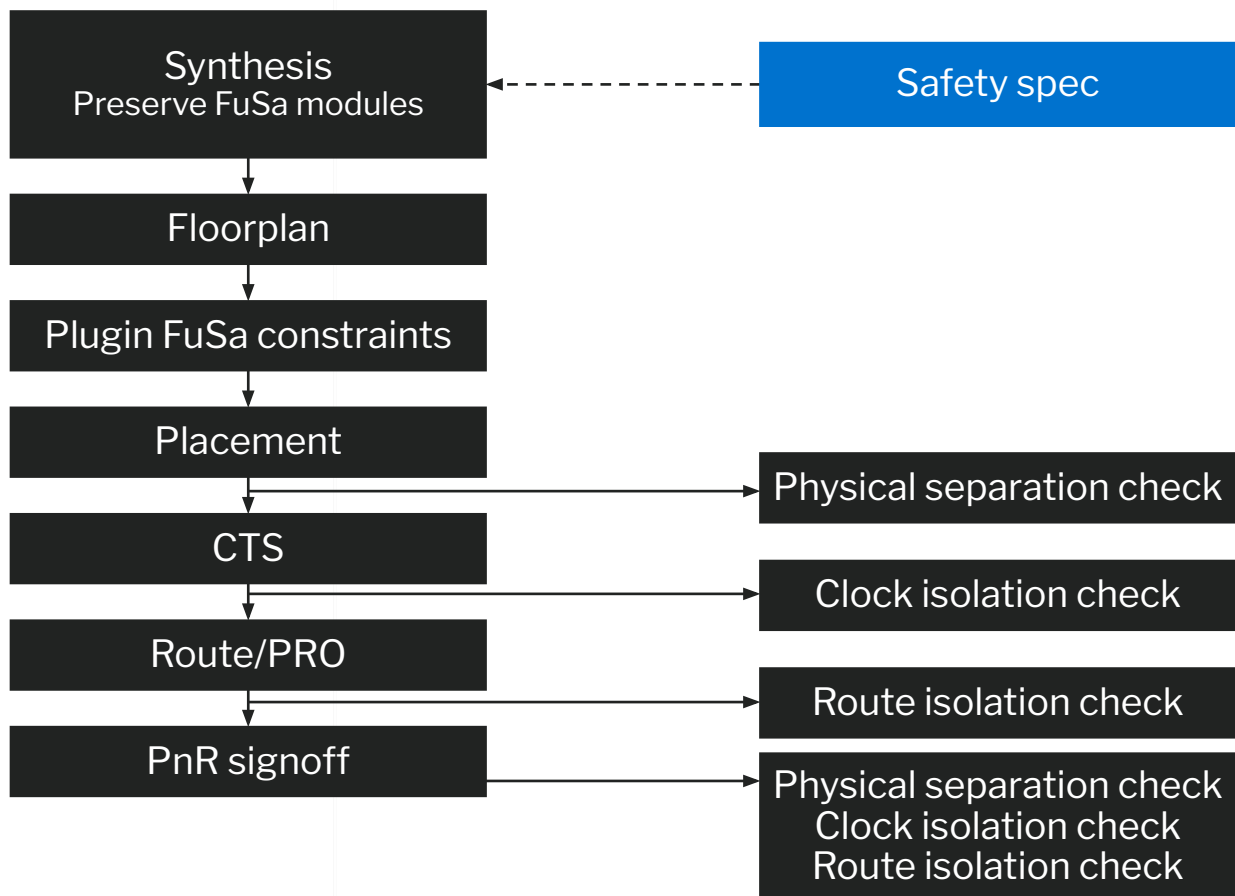 Synthesis
Preserve FuSa modules
Safety spec
Floorplan
Plugin FuSa constraints
Placement
Physical separation check
CTS
Clock isolation check
Route/PRO
Route isolation check
PnR signoff
Physical separation check
Clock isolation check
Route isolation check